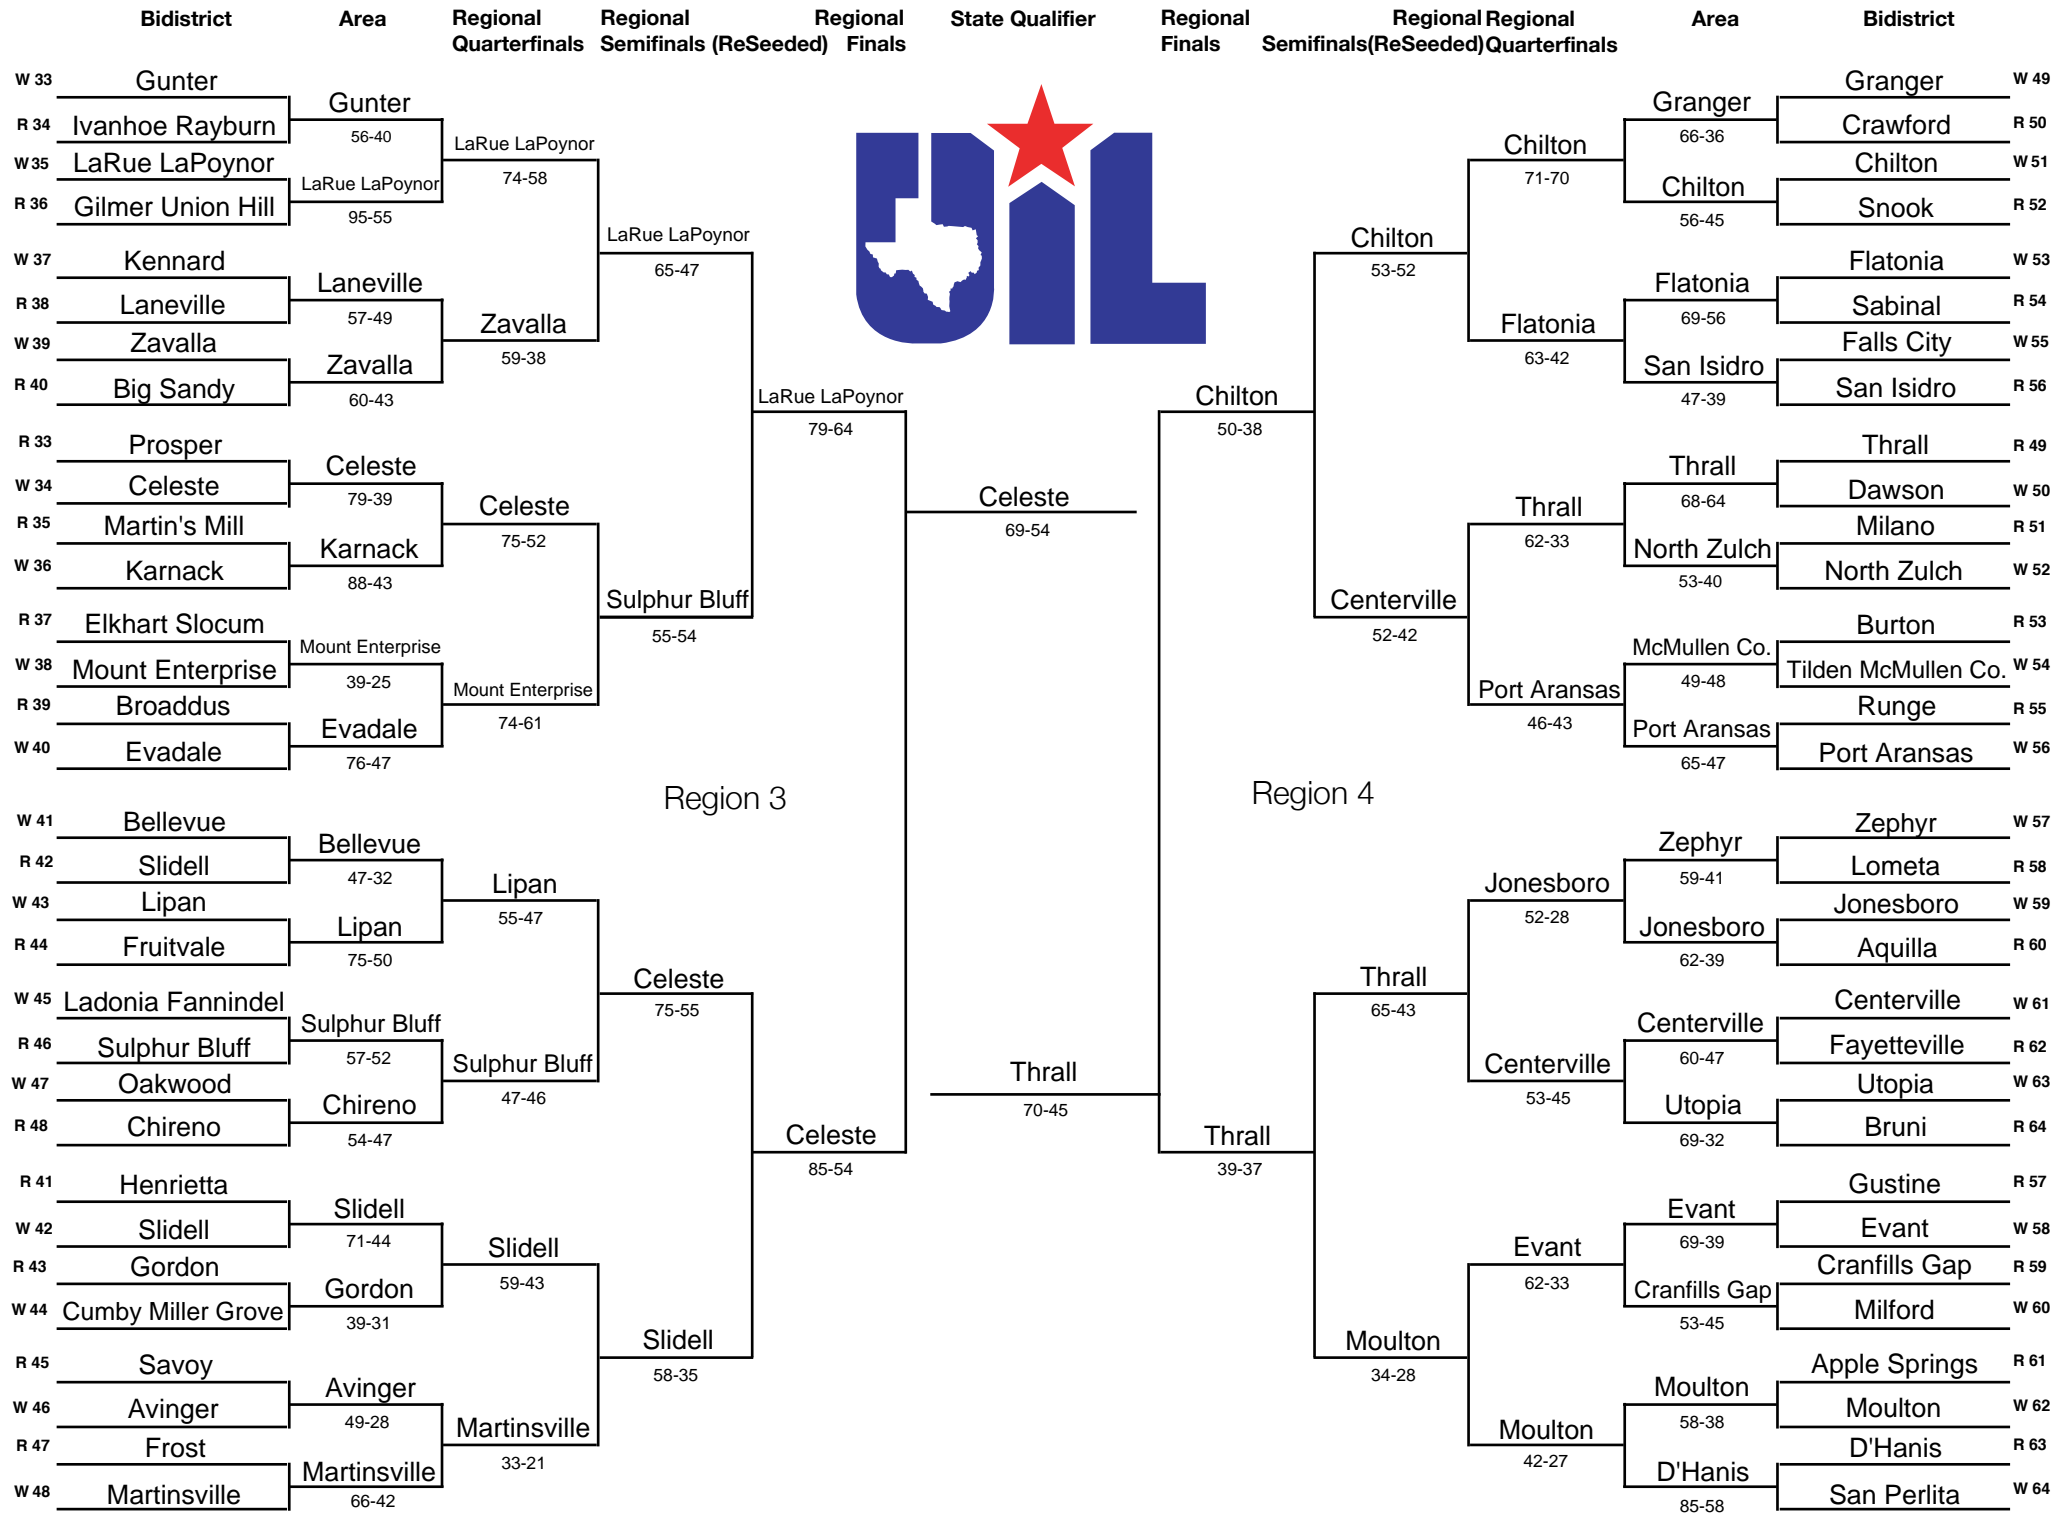 Bidistrict Area Regional Quarterfinals Regional Semifinals (ReSeeded) Regional Finals State Qualifier Regional Finals Regional Semifinals(ReSeeded) Regional Quarterfinals Area Bidistrict
UIL
W 33 Gunter
Gunter
56-40
R 34 Ivanhoe Rayburn
LaRue LaPoynor
74-58
W 35 LaRue LaPoynor
LaRue LaPoynor
95-55
R 36 Gilmer Union Hill
LaRue LaPoynor
65-47
W 37 Kennard
Laneville
57-49
R 38 Laneville
Zavalla
59-38
W 39 Zavalla
Zavalla
60-43
R 40 Big Sandy
LaRue LaPoynor
79-64
R 33 Prosper
Celeste
79-39
W 34 Celeste
Celeste
75-52
R 35 Martin's Mill
Karnack
88-43
W 36 Karnack
Sulphur Bluff
55-54
R 37 Elkhart Slocum
Mount Enterprise
39-25
W 38 Mount Enterprise
Mount Enterprise
74-61
R 39 Broaddus
Evadale
76-47
W 40 Evadale
Celeste
69-54
Region 3
W 41 Bellevue
Bellevue
47-32
R 42 Slidell
Lipan
55-47
W 43 Lipan
Lipan
75-50
R 44 Fruitvale
Celeste
75-55
W 45 Ladonia Fannindel
Sulphur Bluff
57-52
R 46 Sulphur Bluff
Sulphur Bluff
47-46
W 47 Oakwood
Chireno
54-47
R 48 Chireno
Celeste
85-54
R 41 Henrietta
Slidell
71-44
W 42 Slidell
Slidell
59-43
R 43 Gordon
Gordon
39-31
W 44 Cumby Miller Grove
Slidell
58-35
R 45 Savoy
Avinger
49-28
W 46 Avinger
Martinsville
33-21
R 47 Frost
Martinsville
66-42
W 48 Martinsville
Granger W 49
Granger
66-36
Crawford R 50
Chilton
71-70
Chilton W 51
Chilton
56-45
Snook R 52
Chilton
53-52
Flatonia W 53
Flatonia
69-56
Sabinal R 54
Flatonia
63-42
Falls City W 55
San Isidro
47-39
San Isidro R 56
Chilton
50-38
Thrall R 49
Thrall
68-64
Dawson W 50
Thrall
62-33
Milano R 51
North Zulch
53-40
North Zulch W 52
Centerville
52-42
Burton R 53
McMullen Co.
49-48
Tilden McMullen Co. W 54
Port Aransas
46-43
Runge R 55
Port Aransas
65-47
Port Aransas W 56
Region 4
Thrall
70-45
Zephyr W 57
Zephyr
59-41
Lometa R 58
Jonesboro
52-28
Jonesboro W 59
Jonesboro
62-39
Aquilla R 60
Thrall
65-43
Centerville W 61
Centerville
60-47
Fayetteville R 62
Centerville
53-45
Utopia W 63
Utopia
69-32
Bruni R 64
Thrall
39-37
Gustine R 57
Evant
69-39
Evant W 58
Evant
62-33
Cranfills Gap R 59
Cranfills Gap
53-45
Milford W 60
Moulton
34-28
Apple Springs R 61
Moulton
58-38
Moulton W 62
Moulton
42-27
D'Hanis R 63
D'Hanis
85-58
San Perlita W 64